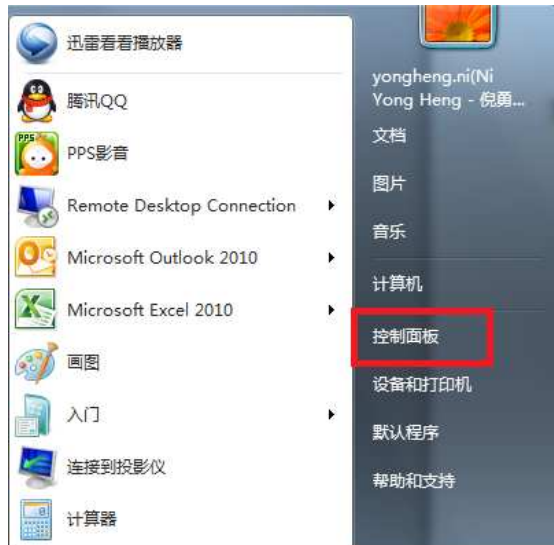 迅雷看看播放器
腾讯QQ
PPS
PPS影音
Remote Desktop Connection
Microsoft Outlook 2010
Microsoft Excel 2010
画图
入门
连接到投影仪
计算器
yongheng.ni(Ni
Yong Heng - 倪勇...
文档
图片
音乐
计算机
控制面板
设备和打印机
默认程序
帮助和支持